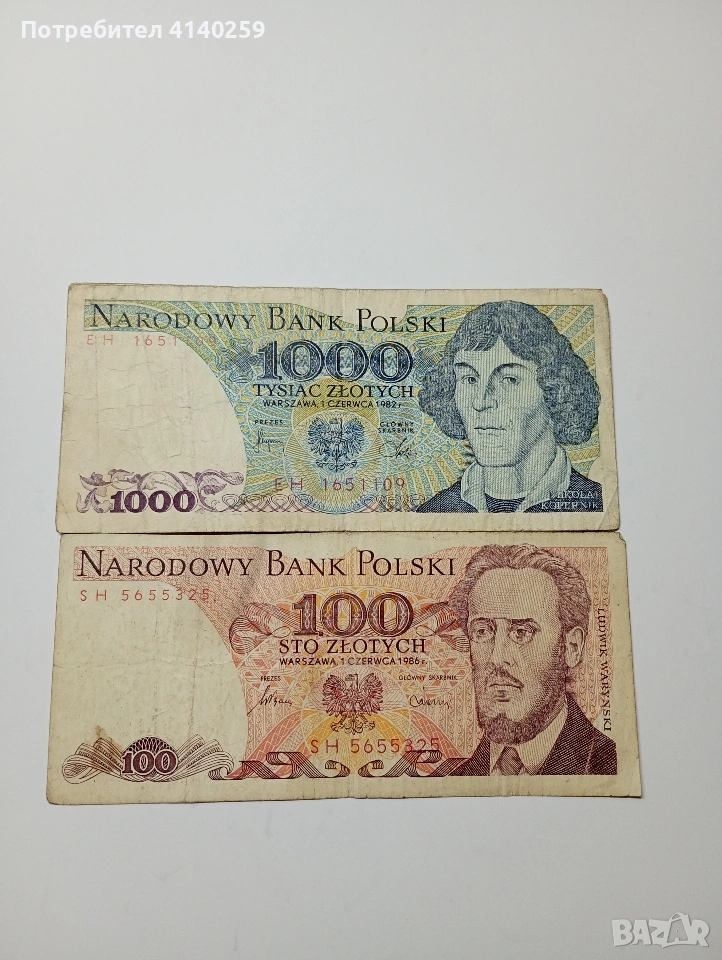 Потребител 4140259
NARODOWY BANK POLSKI
EH 1651109
1000
TYSIĄC ZŁOTYCH
WARSZAWA, 1 CZERWCA 1982 r.
PREZES GŁÓWNY SKARBNIK
EH 1651109
1000
MIKOŁAJ
KOPERNIK
NARODOWY BANK POLSKI
SH 5655325
100
STO ZŁOTYCH
WARSZAWA, 1 CZERWCA 1986 r.
PREZES GŁÓWNY SKARBNIK
SH 5655325
100
LUDWIK WARYŃSKI
BAZAR